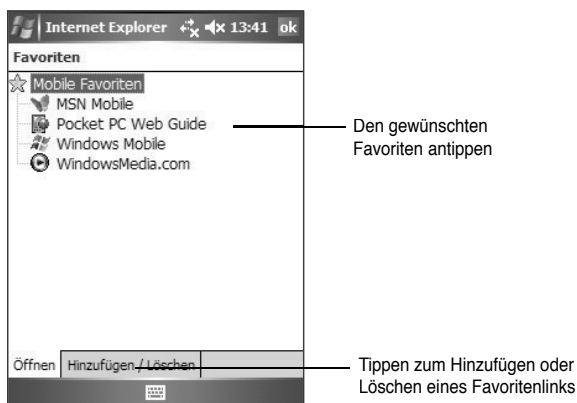 Internet Explorer 13:41 ok
Favoriten
Mobile Favoriten
MSN Mobile
Pocket PC Web Guide
Windows Mobile
WindowsMedia.com
Den gewünschten
Favoriten antippen
Öffnen Hinzufügen / Löschen
Tippen zum Hinzufügen oder
Löschen eines Favoritenlinks